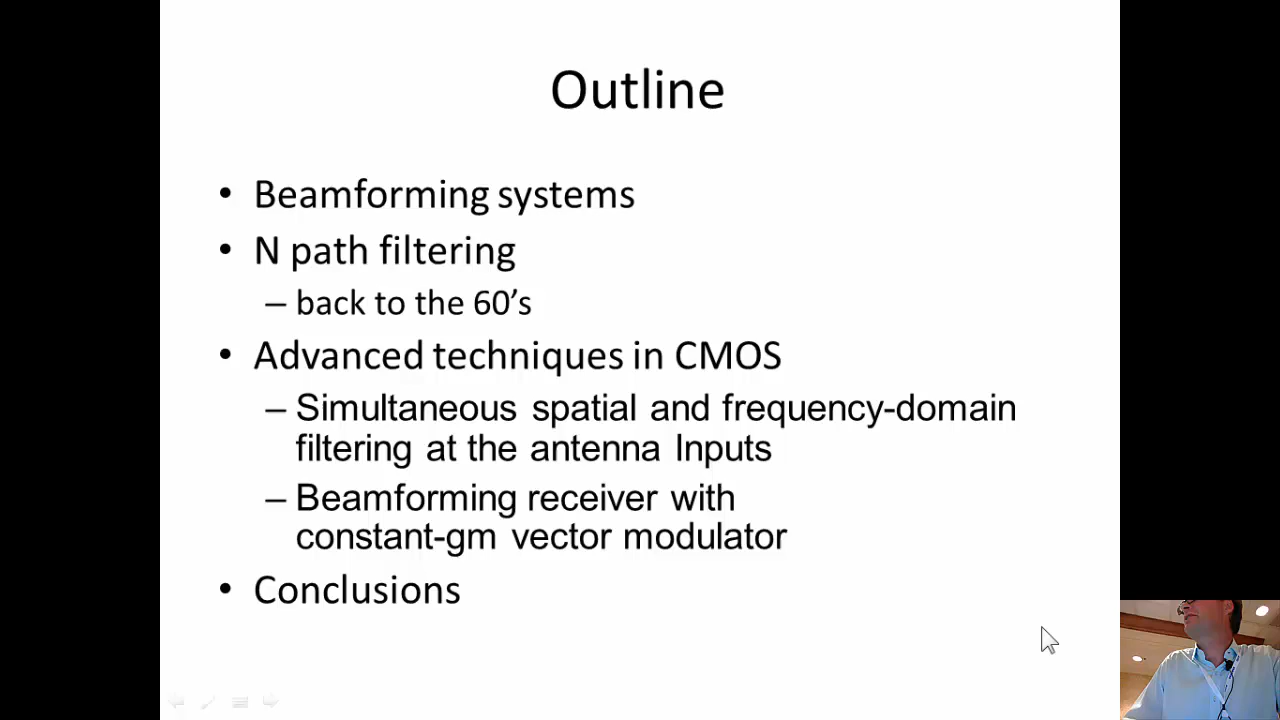 Outline
• Beamforming systems
• N path filtering
– back to the 60’s
• Advanced techniques in CMOS
– Simultaneous spatial and frequency-domain
filtering at the antenna Inputs
– Beamforming receiver with
constant-gm vector modulator
• Conclusions